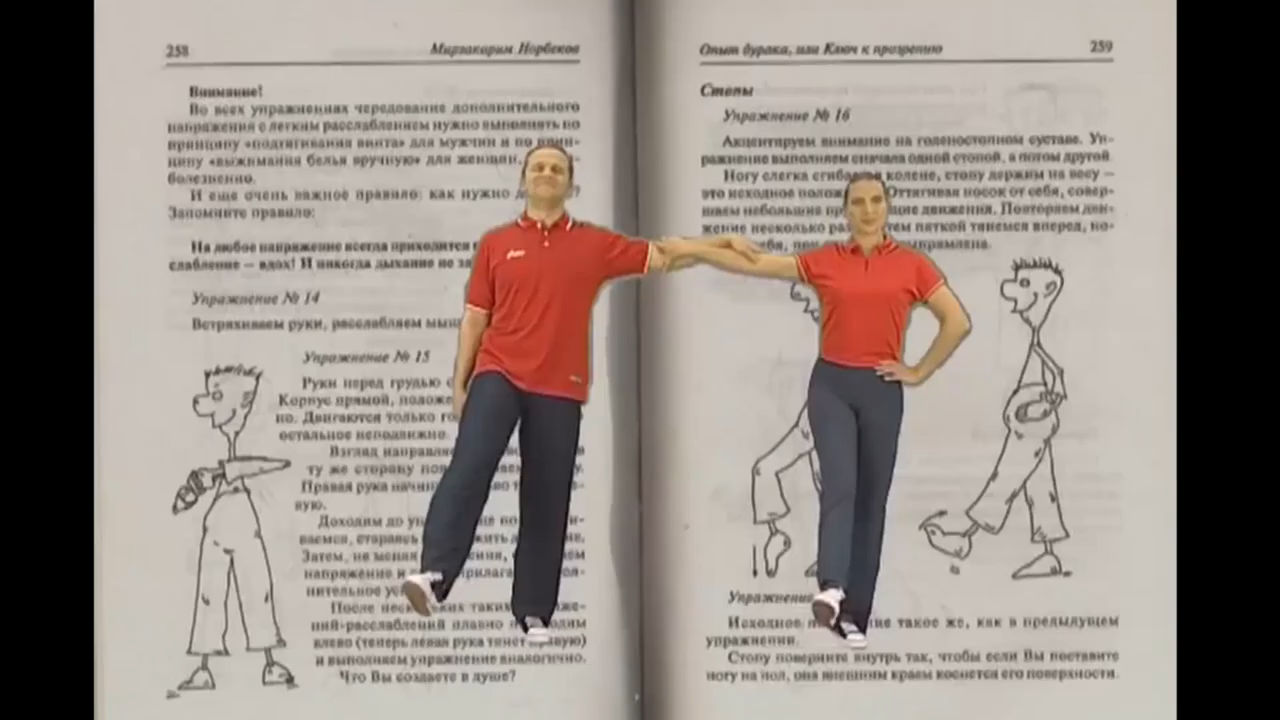 258
Мирзакарим Норбеков
Внимание!
Во всех упражнениях чередование дополнительного
напряжения с легким расслаблением нужно выполнять по
принципу «подтягивания винта» для мужчин и по прин-
ципу «выжимания белья вручную» для женщин,
болезненно.
И еще очень важное правило: как нужно
Запомните правило:
На любое напряжение всегда приходится
слабление — вдох! И никогда дыхание не
Упражнение № 14
Встряхиваем руки, расслабляем
Упражнение № 15
Руки перед грудью
Корпус прямой,
но. Двигаются только
остальное неподвижно.
Взгляд
ту же сторону
Правая рука
вую.
Доходим до
ваемся, стараясь
Затем, не меняя
напряжение и
нительное
После
ний-расслаблений плавно
влево (теперь левая рука тянет правую)
и выполняем упражнение аналогично.
Что Вы создаете в душе?
Опыт дурака, или Ключ к прозрению
259
Стопы
Упражнение № 16
Акцентируем внимание на голеностопном суставе. Уп-
ражнение выполняем сначала одной стопой, а потом другой.
Ногу слегка сгибаем в колене, стопу держим на весу —
это исходное Оттягивая носок от себя, совер-
шаем небольшие движения. Повторяем дви-
жение несколько раз, пяткой тянемся вперед, но-
выпрямлена.
Упражнение
Исходное такое же, как в предыдущем
упражнении.
Стопу поверните внутрь так, чтобы если Вы поставите
ногу на пол, она внешним краем коснется его поверхности.